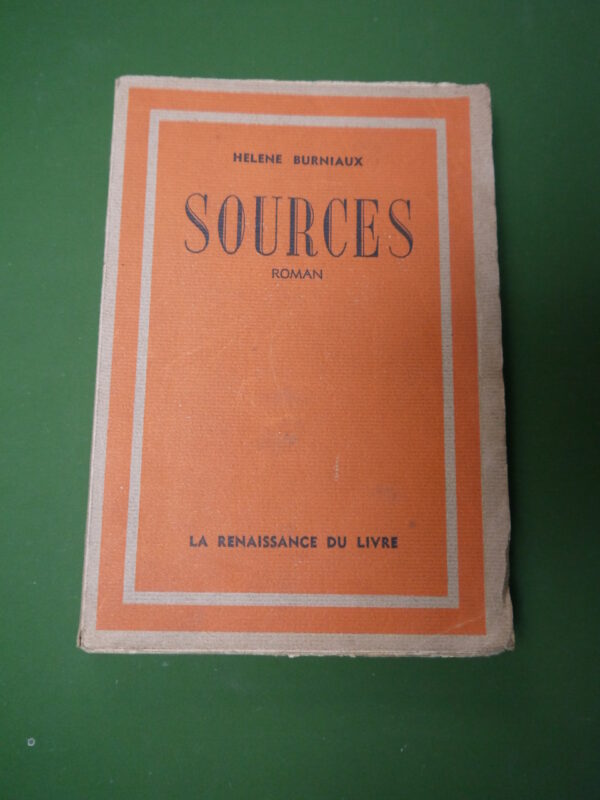 HELENE BURNIAUX
SOURCES
ROMAN
LA RENAISSANCE DU LIVRE